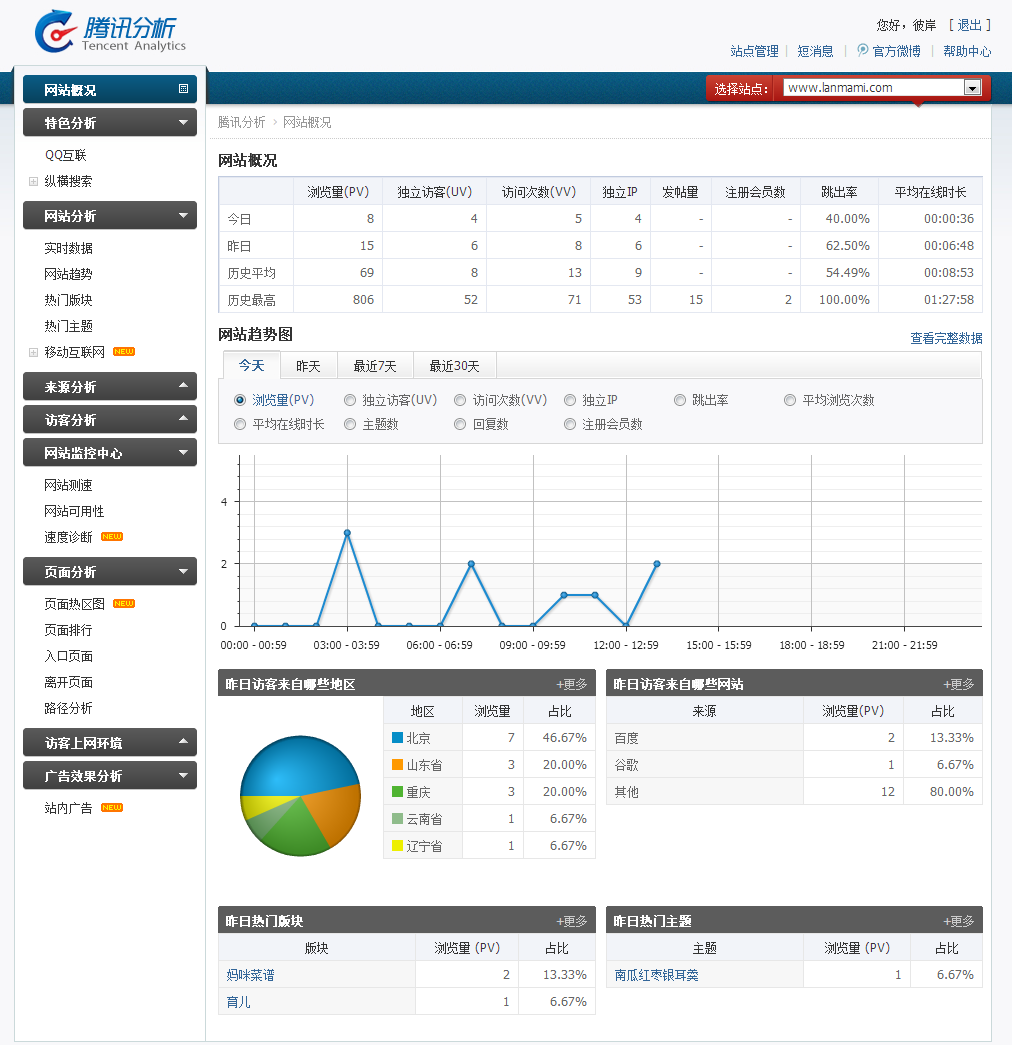 腾讯分析
Tencent Analytics
您好，彼岸 [ 退出 ]
站点管理 | 短消息 | 官方微博 | 帮助中心
选择站点： www.lanmami.com
网站概况
特色分析
QQ互联
纵横搜索
网站分析
实时数据
网站趋势
热门版块
热门主题
移动互联网 NEW
来源分析
访客分析
网站监控中心
网站测速
网站可用性
速度诊断 NEW
页面分析
页面热区图 NEW
页面排行
入口页面
离开页面
路径分析
访客上网环境
广告效果分析
站内广告 NEW
腾讯分析 › 网站概况
网站概况
浏览量(PV) 独立访客(UV) 访问次数(VV) 独立IP 发帖量 注册会员数 跳出率 平均在线时长
今日 8 4 5 4 - - 40.00% 00:00:36
昨日 15 6 8 6 - - 62.50% 00:06:48
历史平均 69 8 13 9 - - 54.49% 00:08:53
历史最高 806 52 71 53 15 2 100.00% 01:27:58
网站趋势图 查看完整数据
今天 昨天 最近7天 最近30天
浏览量(PV) 独立访客(UV) 访问次数(VV) 独立IP 跳出率 平均浏览次数
平均在线时长 主题数 回复数 注册会员数
4
2
0
00:00 - 00:59 03:00 - 03:59 06:00 - 06:59 09:00 - 09:59 12:00 - 12:59 15:00 - 15:59 18:00 - 18:59 21:00 - 21:59
昨日访客来自哪些地区 +更多
地区 浏览量 占比
北京 7 46.67%
山东省 3 20.00%
重庆 3 20.00%
云南省 1 6.67%
辽宁省 1 6.67%
昨日访客来自哪些网站 +更多
来源 浏览量(PV) 占比
百度 2 13.33%
谷歌 1 6.67%
其他 12 80.00%
昨日热门版块 +更多
版块 浏览量 (PV) 占比
妈咪菜谱 2 13.33%
育儿 1 6.67%
昨日热门主题 +更多
主题 浏览量 (PV) 占比
南瓜红枣银耳羹 1 6.67%